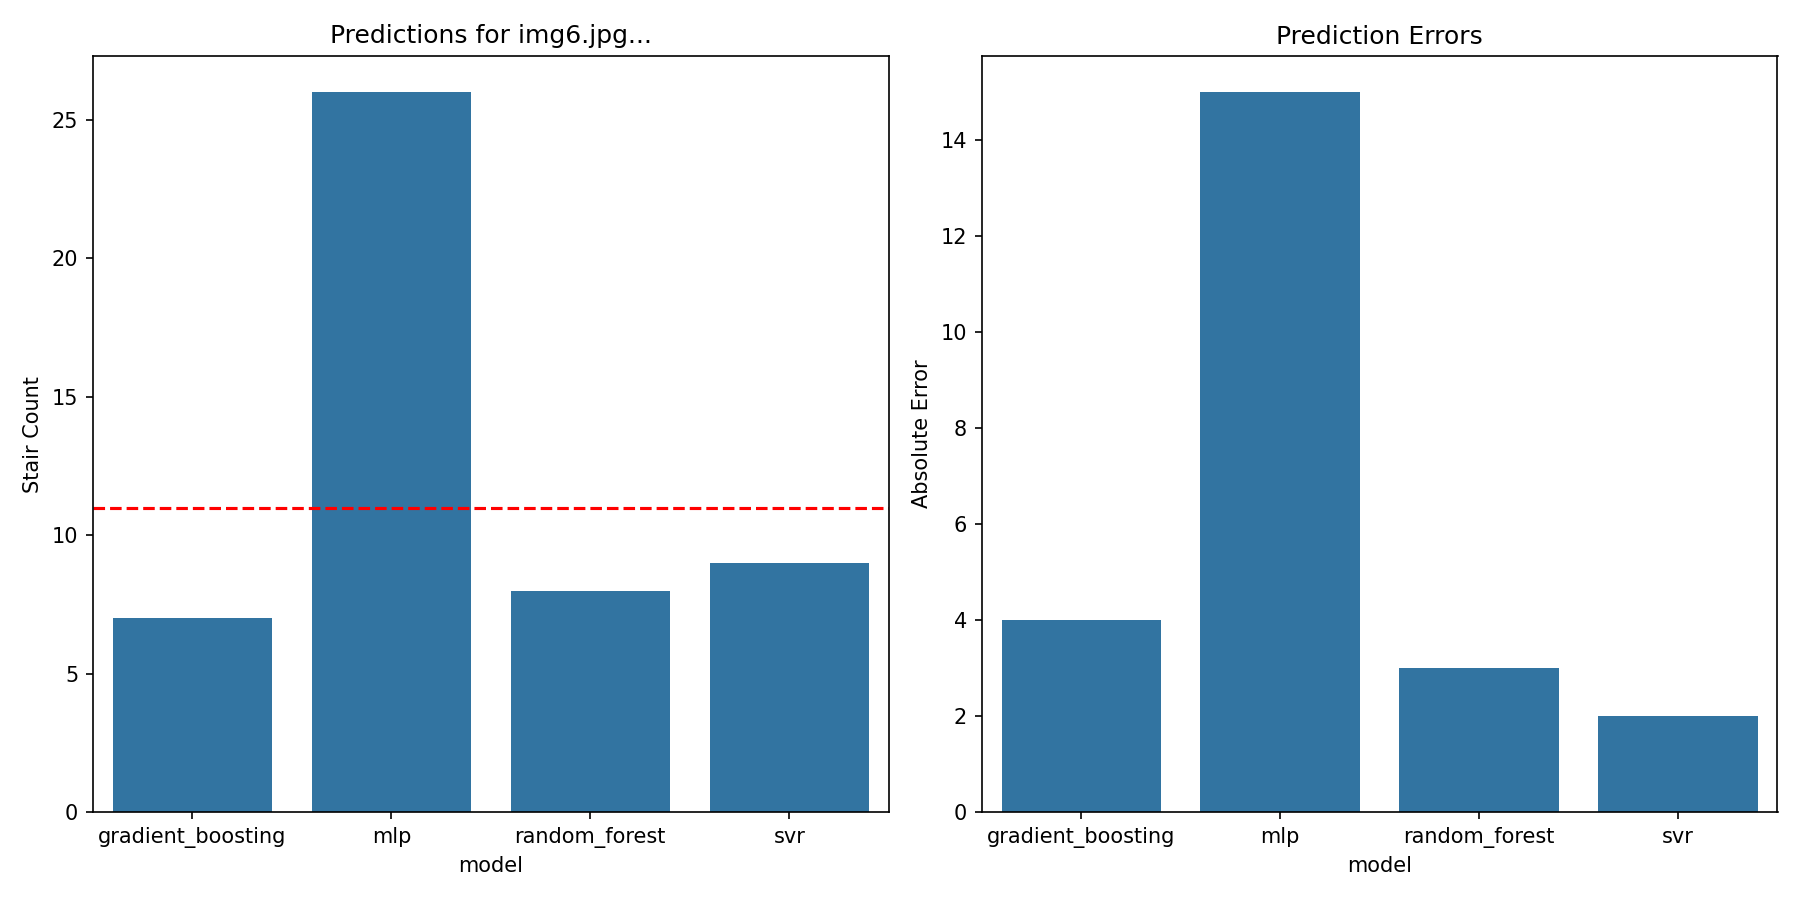 Predictions for img6.jpg...
Stair Count
25
20
15
10
5
0
gradient_boosting mlp random_forest svr
model
Prediction Errors
Absolute Error
14
12
10
8
6
4
2
0
gradient_boosting mlp random_forest svr
model